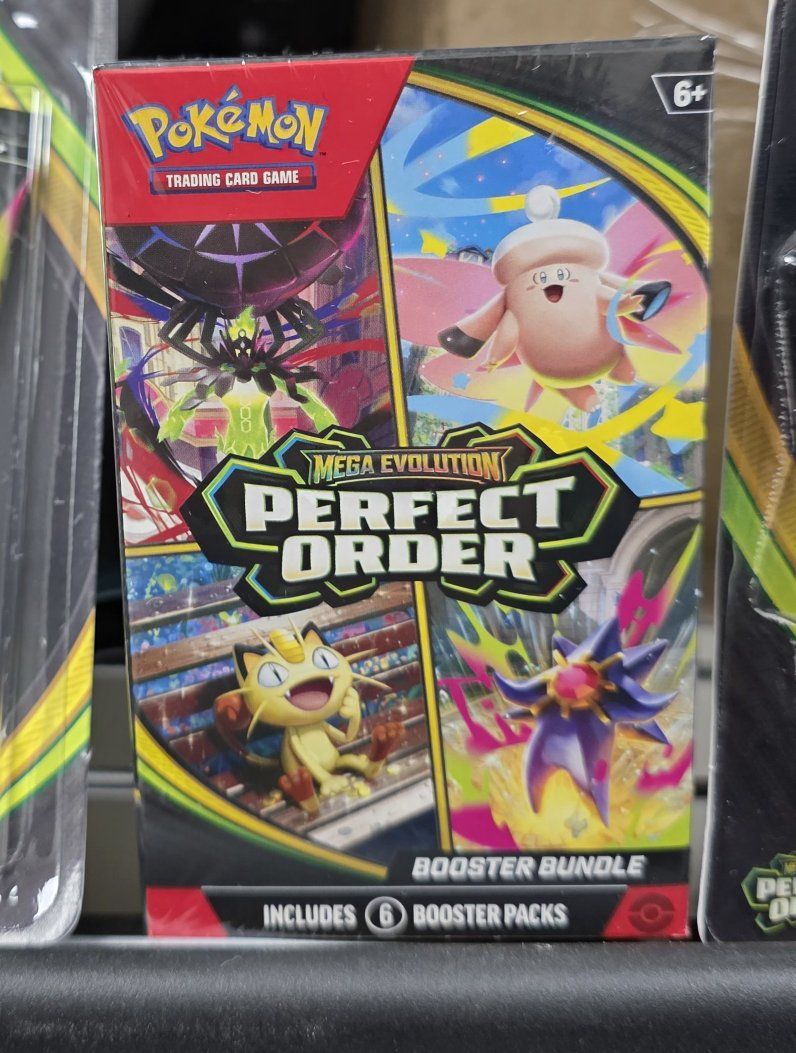 POKéMON
TRADING CARD GAME
6+
MEGA EVOLUTION
PERFECT
ORDER
BOOSTER BUNDLE
INCLUDES 6 BOOSTER PACKS